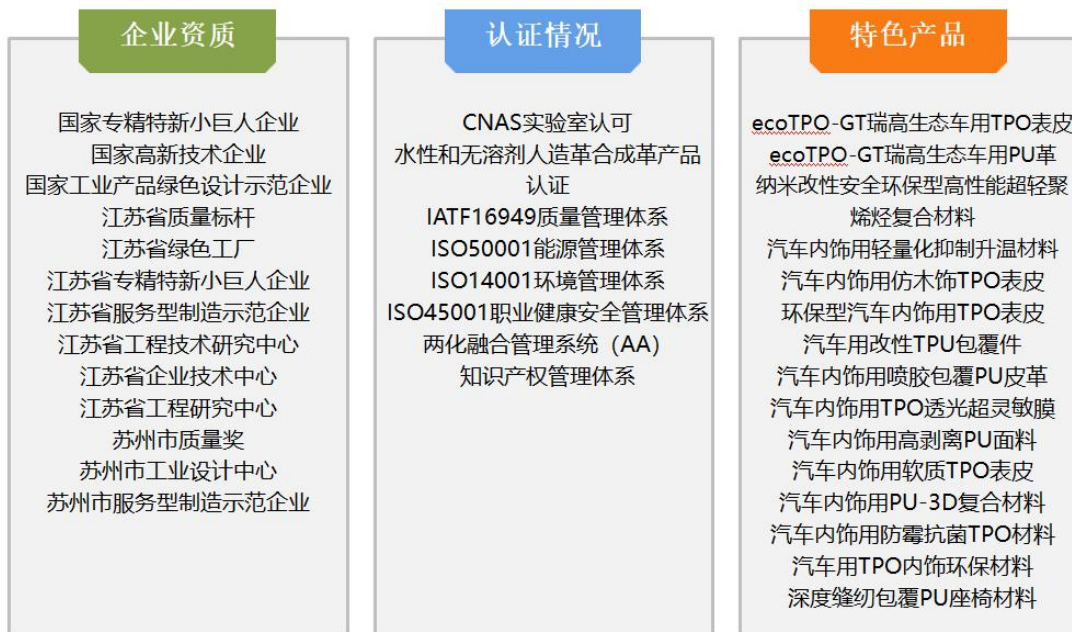 企业资质
国家专精特新小巨人企业
国家高新技术企业
国家工业产品绿色设计示范企业
江苏省质量标杆
江苏省绿色工厂
江苏省专精特新小巨人企业
江苏省服务型制造示范企业
江苏省工程技术研究中心
江苏省企业技术中心
江苏省工程研究中心
苏州市质量奖
苏州市工业设计中心
苏州市服务型制造示范企业
认证情况
CNAS实验室认可
水性和无溶剂人造革合成革产品
认证
IATF16949质量管理体系
ISO50001能源管理体系
ISO14001环境管理体系
ISO45001职业健康安全管理体系
两化融合管理系统（AA）
知识产权管理体系
特色产品
ecoTPO-GT瑞高生态车用TPO表皮
ecoTPO-GT瑞高生态车用PU革
纳米改性安全环保型高性能超轻聚
烯烃复合材料
汽车内饰用轻量化抑制升温材料
汽车内饰用仿木饰TPO表皮
环保型汽车内饰用TPO表皮
汽车用改性TPU包覆件
汽车内饰用喷胶包覆PU皮革
汽车内饰用TPO透光超灵敏膜
汽车内饰用高剥离PU面料
汽车内饰用软质TPO表皮
汽车内饰用PU-3D复合材料
汽车内饰用防霉抗菌TPO材料
汽车用TPO内饰环保材料
深度缝纫包覆PU座椅材料